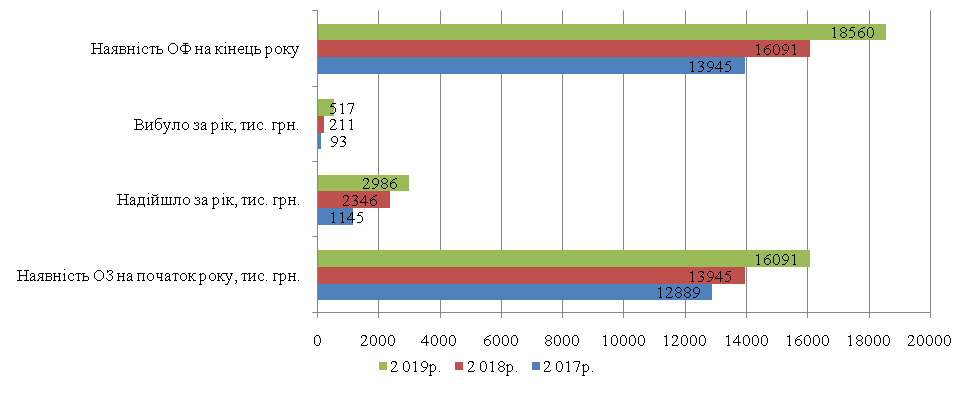 Наявність ОФ на кінець року
18560
16091
13945
Вибуло за рік, тис. грн.
517
211
93
Надійшло за рік, тис. грн.
2986
2346
1145
Наявність ОЗ на початок року, тис. грн.
16091
13945
12889
0 2000 4000 6000 8000 10000 12000 14000 16000 18000 20000
2 019р. 2 018р. 2 017р.